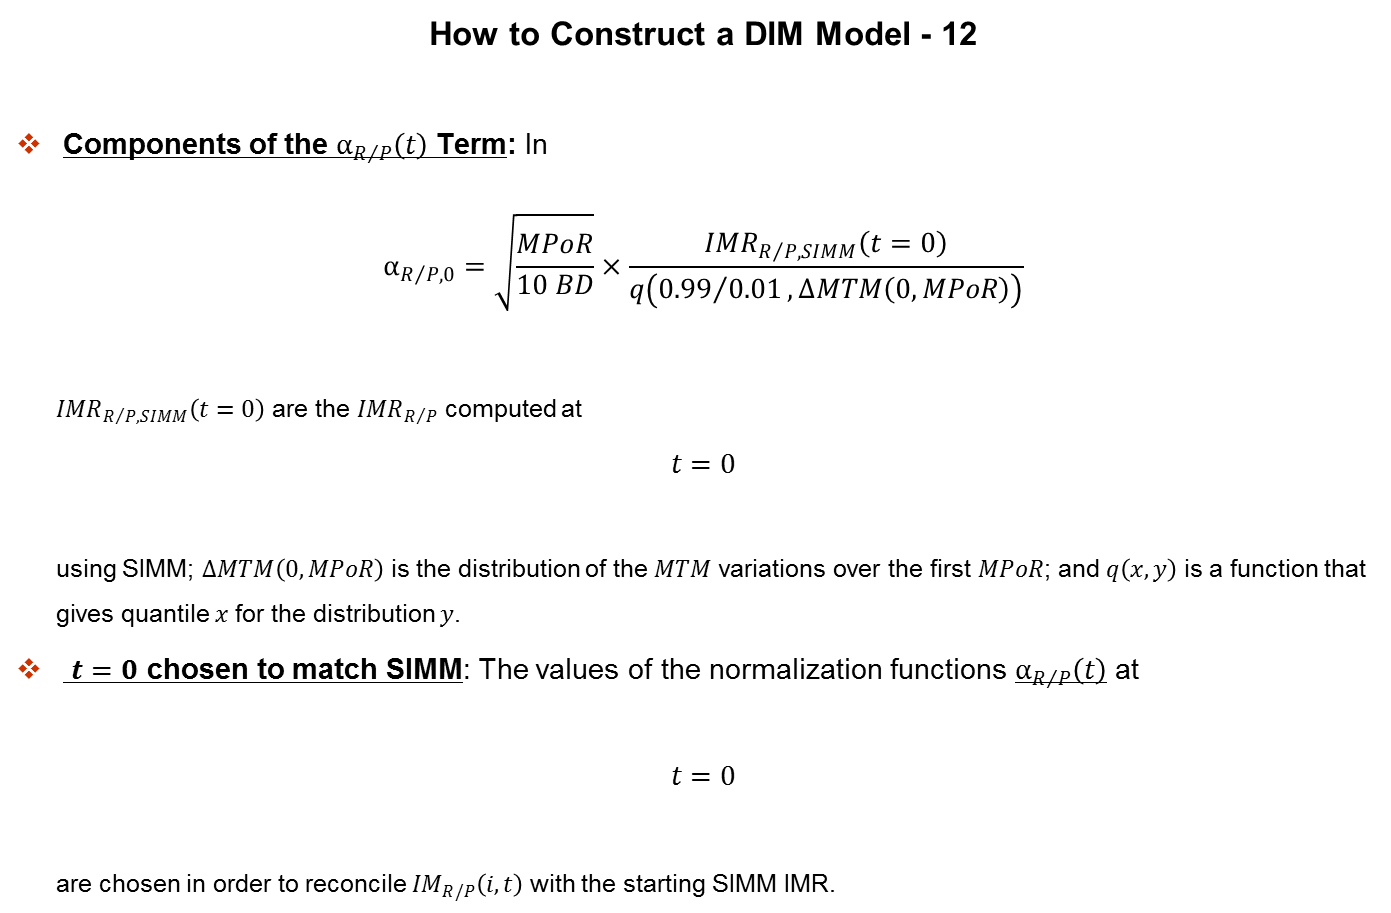 How to Construct a DIM Model - 12
❖ Components of the α_{R/P}(t) Term: In
α_{R/P,0} = √(MPoR / 10 BD) × IMR_{R/P,SIMM}(t = 0) / q(0.99/0.01, ΔMTM(0, MPoR))
IMR_{R/P,SIMM}(t = 0) are the IMR_{R/P} computed at
t = 0
using SIMM; ΔMTM(0, MPoR) is the distribution of the MTM variations over the first MPoR; and q(x, y) is a function that
gives quantile x for the distribution y.
❖ t = 0 chosen to match SIMM: The values of the normalization functions α_{R/P}(t) at
t = 0
are chosen in order to reconcile IM_{R/P}(i, t) with the starting SIMM IMR.